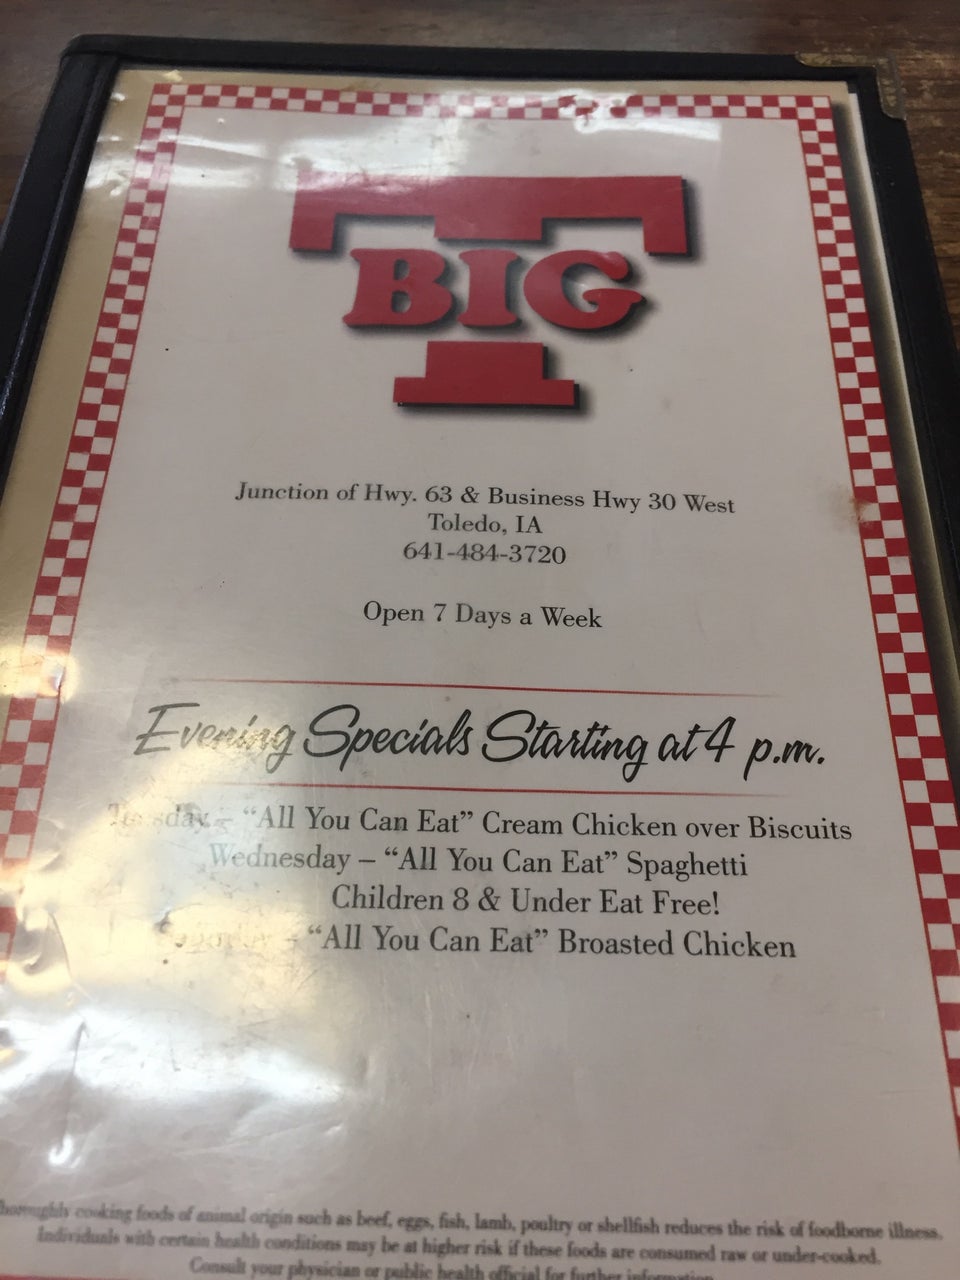 BIG T
Junction of Hwy. 63 & Business Hwy 30 West
Toledo, IA
641-484-3720
Open 7 Days a Week
Evening Specials Starting at 4 p.m.
Tuesday – “All You Can Eat” Cream Chicken over Biscuits
Wednesday – “All You Can Eat” Spaghetti
Children 8 & Under Eat Free!
– “All You Can Eat” Broasted Chicken
Thoroughly cooking foods of animal origin such as beef, eggs, fish, lamb, poultry or shellfish reduces the risk of foodborne illness.
Individuals with certain health conditions may be at higher risk if these foods are consumed raw or under-cooked.
Consult your physician or public health official for further information